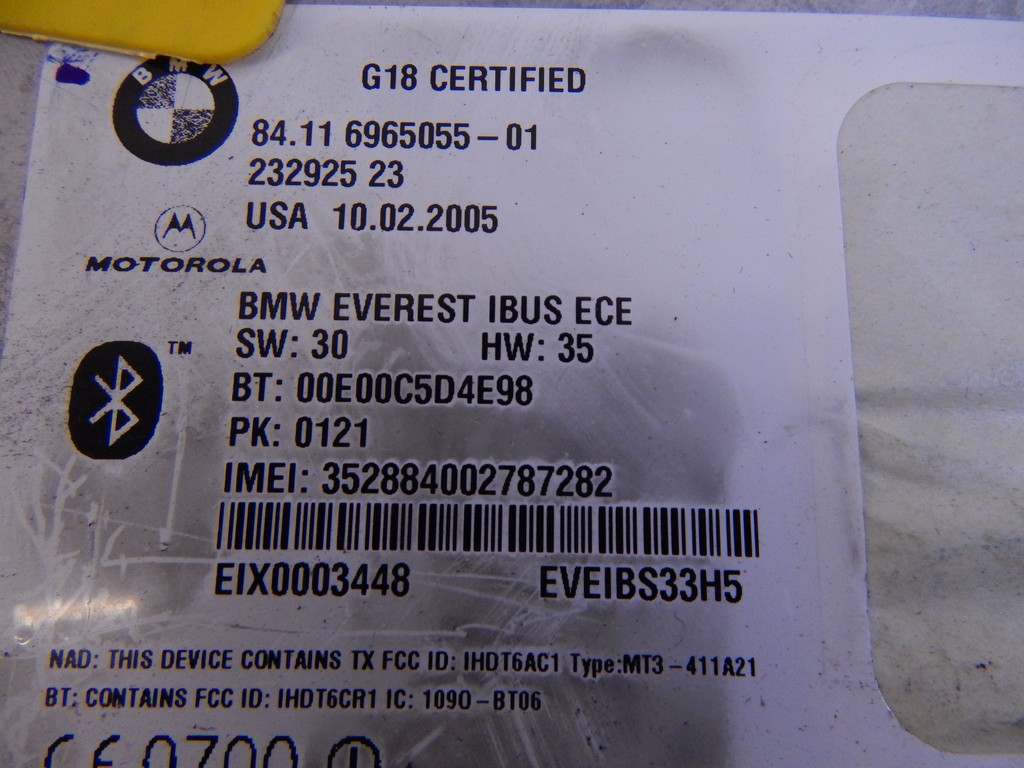 BMW
G18 CERTIFIED
84.11 6965055-01
232925 23
USA 10.02.2005
MOTOROLA
BMW EVEREST IBUS ECE
SW: 30 HW: 35
TM
BT: 00E00C5D4E98
PK: 0121
IMEI: 352884002787282
EIX0003448 EVEIBS33H5
NAD: THIS DEVICE CONTAINS TX FCC ID: IHDT6AC1 Type:MT3-411A21
BT: CONTAINS FCC ID: IHDT6CR1 IC: 1090-BT06
CE 0700